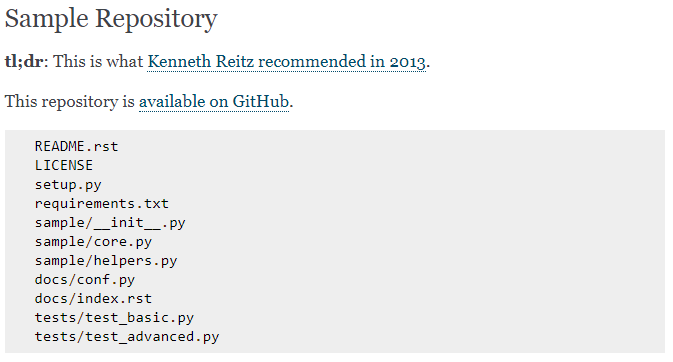 Sample Repository
tl;dr: This is what Kenneth Reitz recommended in 2013.
This repository is available on GitHub.
README.rst
LICENSE
setup.py
requirements.txt
sample/__init__.py
sample/core.py
sample/helpers.py
docs/conf.py
docs/index.rst
tests/test_basic.py
tests/test_advanced.py